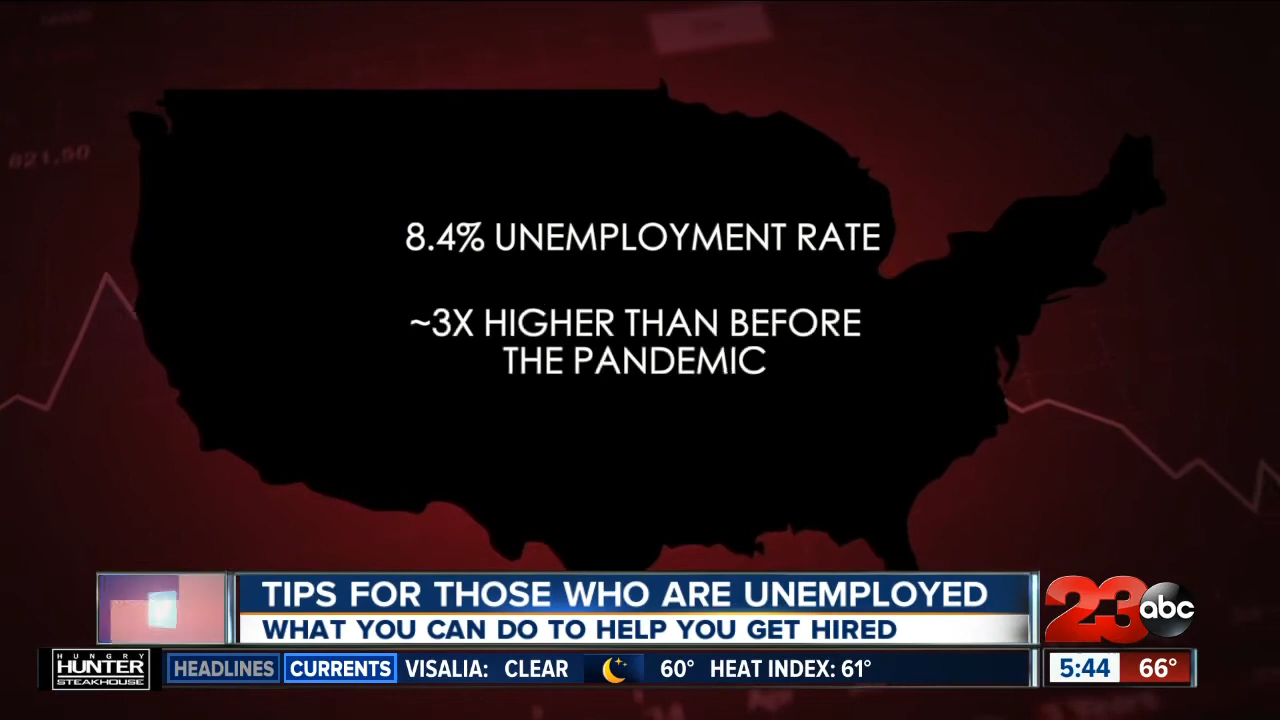 821,50
8.4% UNEMPLOYMENT RATE
~3X HIGHER THAN BEFORE
THE PANDEMIC
TIPS FOR THOSE WHO ARE UNEMPLOYED
WHAT YOU CAN DO TO HELP YOU GET HIRED
23 abc
HUNGRY
HUNTER
STEAKHOUSE
HEADLINES CURRENTS VISALIA: CLEAR 60° HEAT INDEX: 61°
5:44 66°